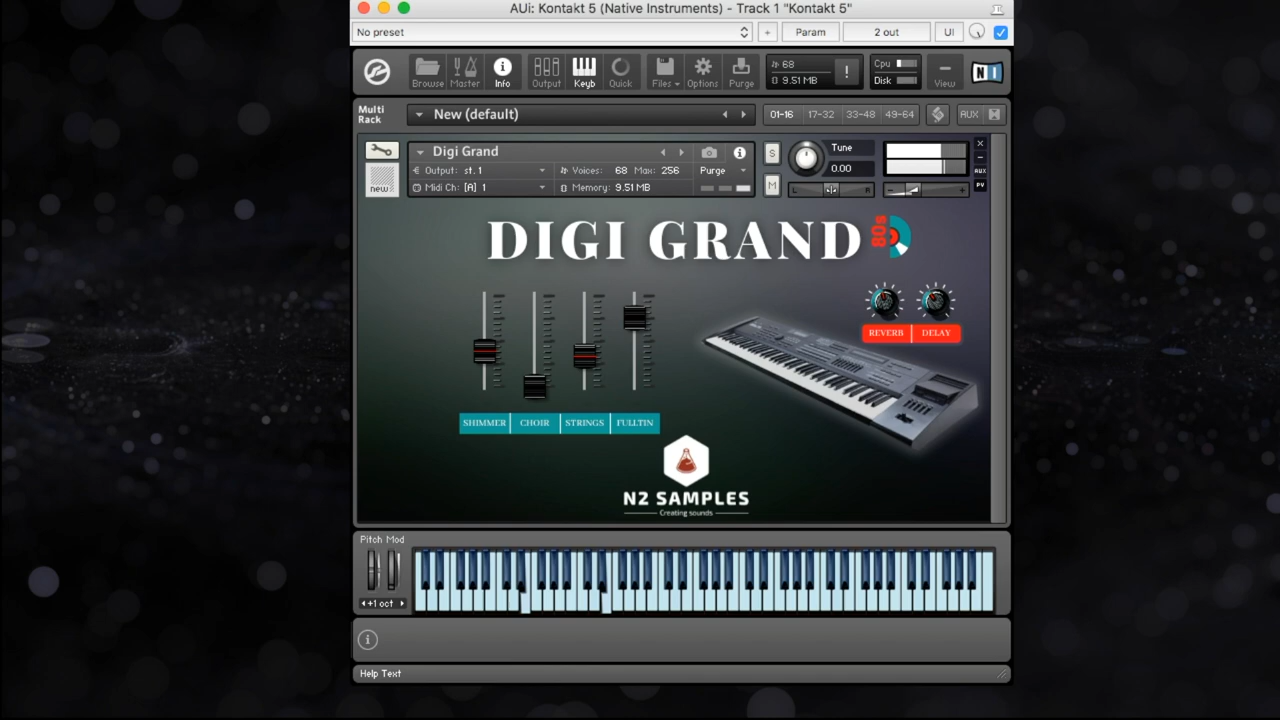 AUi: Kontakt 5 (Native Instruments) - Track 1 "Kontakt 5"
No preset
+
Param
2 out
UI
Browse
Master
Info
Output
Keyb
Quick
Files
Options
Purge
68
9.51 MB
!
Cpu
Disk
View
NI
Multi
Rack
New (default)
01-16 17-32 33-48 49-64
AUX
Digi Grand
Output: st.1
Voices: 68 Max: 256
Purge
Midi Ch: [A] 1
Memory: 9.51 MB
new
S
M
Tune
0.00
L
R
AUX
PV
DIGI GRAND
80s
REVERB
DELAY
SHIMMER
CHOIR
STRINGS
FULLTIN
N2 SAMPLES
Creating sounds
Pitch Mod
+1 oct
Help Text